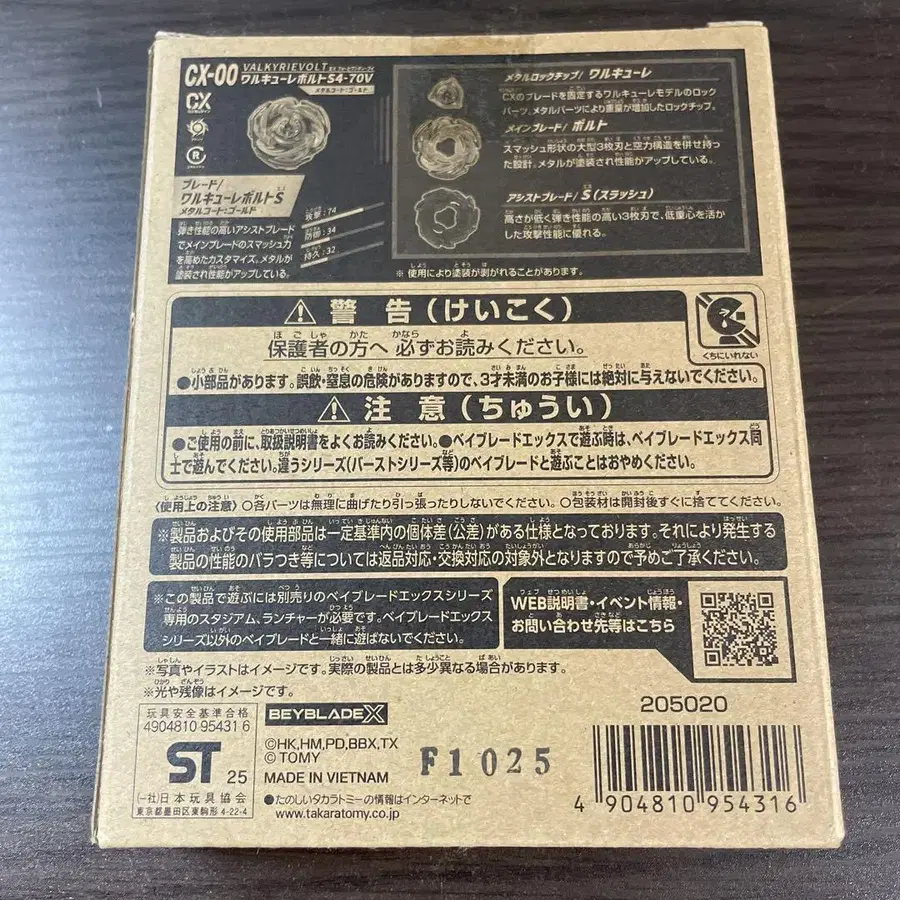 CX-00
VALKYRIEVOLT
ワルキューレボルトS4-70V
メタルコート:ゴールド
CX
R
ブレード/
ワルキューレボルトS
メタルコート:ゴールド
弾き性能の高いアシストブレード
でメインブレードのスマッシュ力
を高めたカスタマイズ。メタルが
塗装され性能がアップしている。
攻撃:74
防御:34
持久:32
メタルロックチップ/ ワルキューレ
CXのブレードを固定するワルキューレモデルのロック
パーツ。メタルパーツにより重量が増加したロックチップ。
メインブレード/ ボルト
スマッシュ形状の大型3枚刃と空力構造を併せ持っ
た設計。メタルが塗装され性能がアップしている。
アシストブレード/ S(スラッシュ)
高さが低く弾き性能の高い3枚刃で、低重心を活か
した攻撃性能に優れる。
※使用により塗装が剥がれることがあります。
警告(けいこく)
保護者の方へ 必ずお読みください。
くちにいれない
●小部品があります。誤飲・窒息の危険がありますので、3才未満のお子様には絶対に与えないでください。
注意(ちゅうい)
●ご使用の前に、取扱説明書をよくお読みください。●ベイブレードエックスで遊ぶ時は、ベイブレードエックス同
士で遊んでください。違うシリーズ(バーストシリーズ等)のベイブレードと遊ぶことはおやめください。
〈使用上の注意〉○各パーツは無理に曲げたり引っ張ったりしないでください。○包装材は開封後すぐに捨ててください。
※製品およびその使用部品は一定基準内の個体差(公差)がある仕様となっております。それにより発生する
製品の性能のバラつき等については返品対応・交換対応の対象外となりますので予めご了承ください。
※この製品で遊ぶには別売りのベイブレードエックスシリーズ
専用のスタジアム、ランチャーが必要です。ベイブレードエックス
シリーズ以外のベイブレードと一緒に遊ばないでください。
WEB説明書・イベント情報・
お問い合わせ先等はこちら
※写真やイラストはイメージです。実際の製品とは多少異なる場合があります。
※光や残像はイメージです。
205020
玩具安全基準合格
4904810 95431 6
ST
25
(一社)日本玩具協会
東京都墨田区東駒形 4-22-4
BEYBLADE X
©HK,HM,PD,BBX,TX
© TOMY
MADE IN VIETNAM
F1025
●たのしいタカラトミーの情報はインターネットで
www.takaratomy.co.jp
4 904810 954316